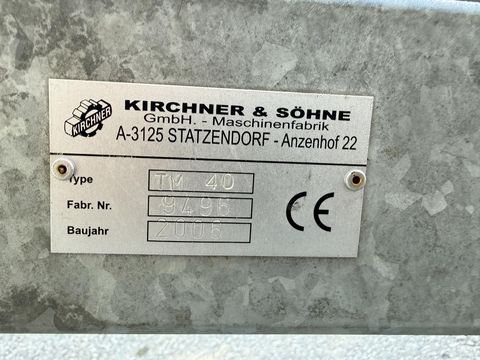 KIRCHNER
KIRCHNER & SÖHNE
GmbH. - Maschinenfabrik
A-3125 STATZENDORF - Anzenhof 22
Type TM 40
Fabr. Nr. 9496
Baujahr 2006
CE